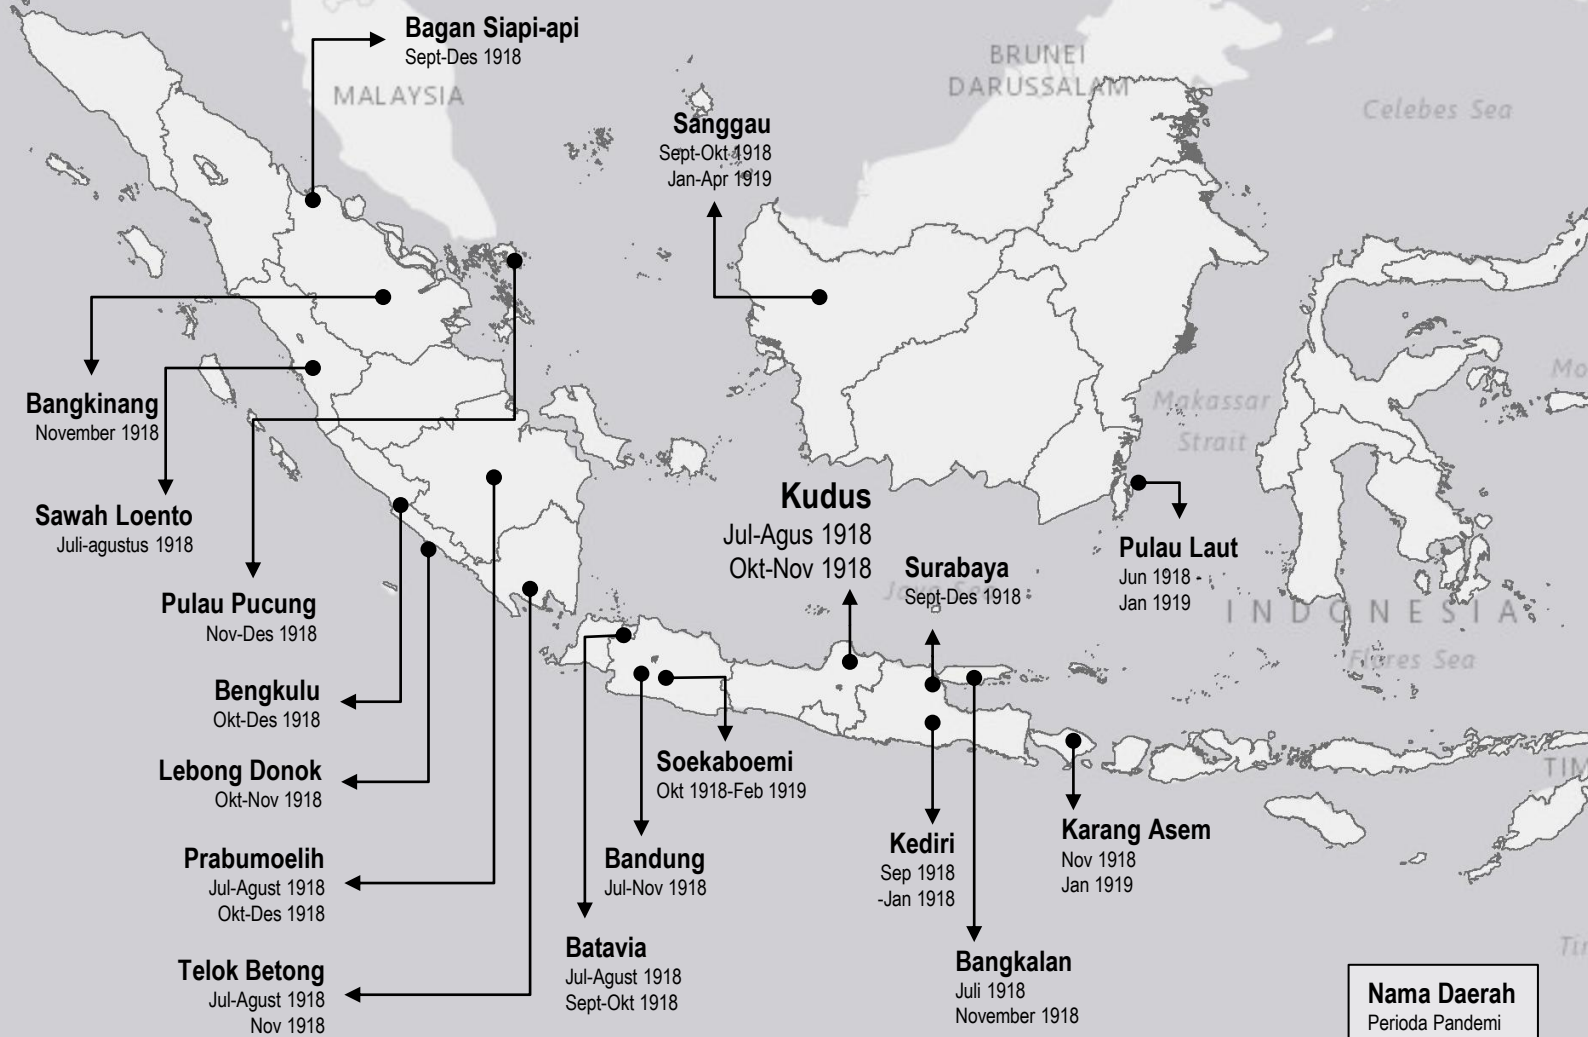 Bagan Siapi-api
Sept-Des 1918
MALAYSIA
BRUNEI
DARUSSALAM
Celebes Sea
Sanggau
Sept-Okt 1918
Jan-Apr 1919
Bangkinang
November 1918
Sawah Loento
Juli-agustus 1918
Pulau Pucung
Nov-Des 1918
Bengkulu
Okt-Des 1918
Lebong Donok
Okt-Nov 1918
Prabumoelih
Jul-Agust 1918
Okt-Des 1918
Telok Betong
Jul-Agust 1918
Nov 1918
Batavia
Jul-Agust 1918
Sept-Okt 1918
Bandung
Jul-Nov 1918
Soekaboemi
Okt 1918-Feb 1919
Kudus
Jul-Agus 1918
Okt-Nov 1918
Surabaya
Sept-Des 1918
Kediri
Sep 1918
-Jan 1918
Bangkalan
Juli 1918
November 1918
Karang Asem
Nov 1918
Jan 1919
Pulau Laut
Jun 1918 -
Jan 1919
Makassar
Strait
INDONESIA
Flores Sea
Mo
TIM
Nama Daerah
Perioda Pandemi